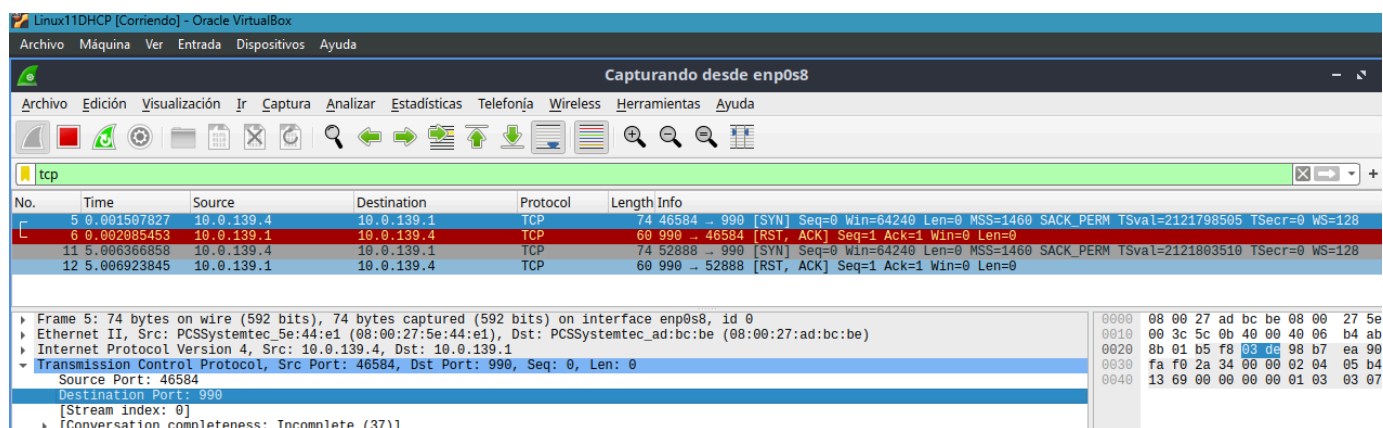 Linux11DHCP [Corriendo] - Oracle VirtualBox
Archivo Máquina Ver Entrada Dispositivos Ayuda
Capturando desde enp0s8
Archivo Edición Visualización Ir Captura Analizar Estadísticas Telefonía Wireless Herramientas Ayuda
tcp
No. Time Source Destination Protocol Length Info
5 0.001507827 10.0.139.4 10.0.139.1 TCP 74 46584 → 990 [SYN] Seq=0 Win=64240 Len=0 MSS=1460 SACK_PERM TSval=2121798505 TSecr=0 WS=128
6 0.002085453 10.0.139.1 10.0.139.4 TCP 60 990 → 46584 [RST, ACK] Seq=1 Ack=1 Win=0 Len=0
11 5.006366858 10.0.139.4 10.0.139.1 TCP 74 52888 → 990 [SYN] Seq=0 Win=64240 Len=0 MSS=1460 SACK_PERM TSval=2121803510 TSecr=0 WS=128
12 5.006923845 10.0.139.1 10.0.139.4 TCP 60 990 → 52888 [RST, ACK] Seq=1 Ack=1 Win=0 Len=0
Frame 5: 74 bytes on wire (592 bits), 74 bytes captured (592 bits) on interface enp0s8, id 0
Ethernet II, Src: PCSSystemtec_5e:44:e1 (08:00:27:5e:44:e1), Dst: PCSSystemtec_ad:bc:be (08:00:27:ad:bc:be)
Internet Protocol Version 4, Src: 10.0.139.4, Dst: 10.0.139.1
Transmission Control Protocol, Src Port: 46584, Dst Port: 990, Seq: 0, Len: 0
Source Port: 46584
Destination Port: 990
[Stream index: 0]
[Conversation completeness: Incomplete (37)]
0000 08 00 27 ad bc be 08 00 27 5e
0010 00 3c 5c 0b 40 00 40 06 b4 ab
0020 8b 01 b5 f8 03 de 98 b7 ea 90
0030 fa f0 2a 34 00 00 02 04 05 b4
0040 13 69 00 00 00 00 01 03 03 07